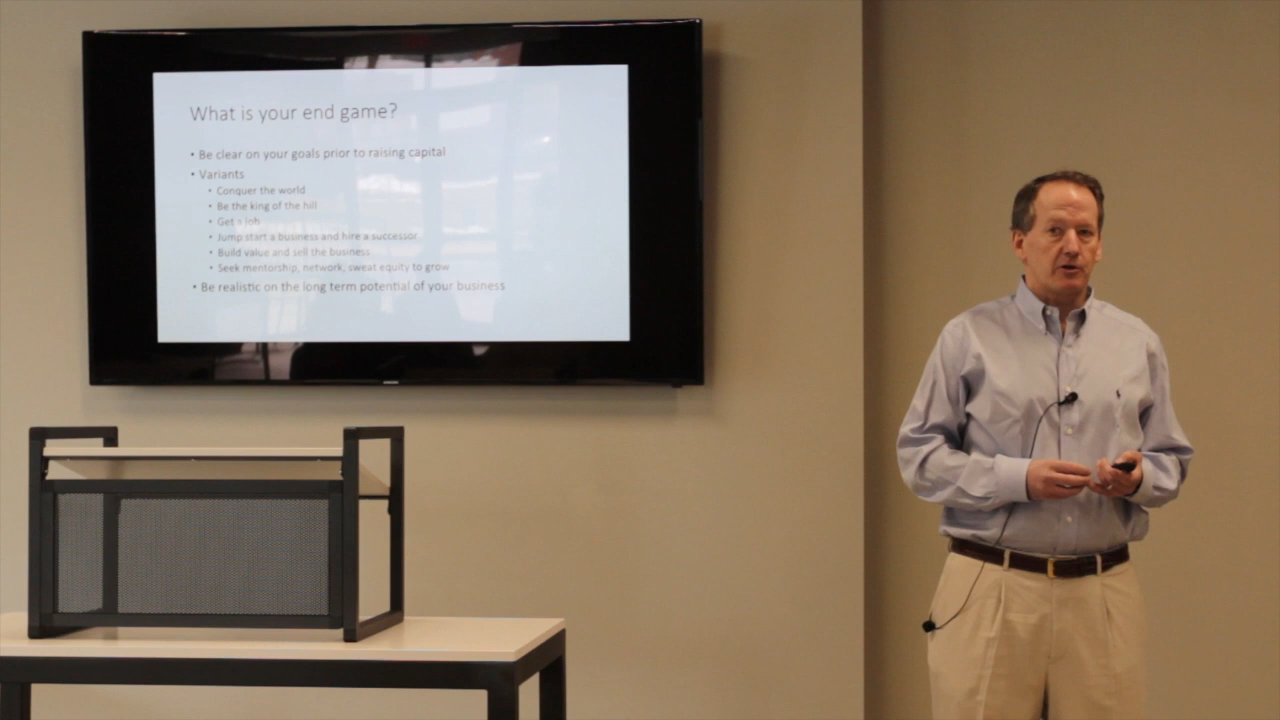 What is your end game?
• Be clear on your goals prior to raising capital
• Variants
• Conquer the world
• Be the king of the hill
• Get a job
• Jump start a business and hire a successor
• Build value and sell the business
• Seek mentorship, network, sweat equity to grow
• Be realistic on the long term potential of your business